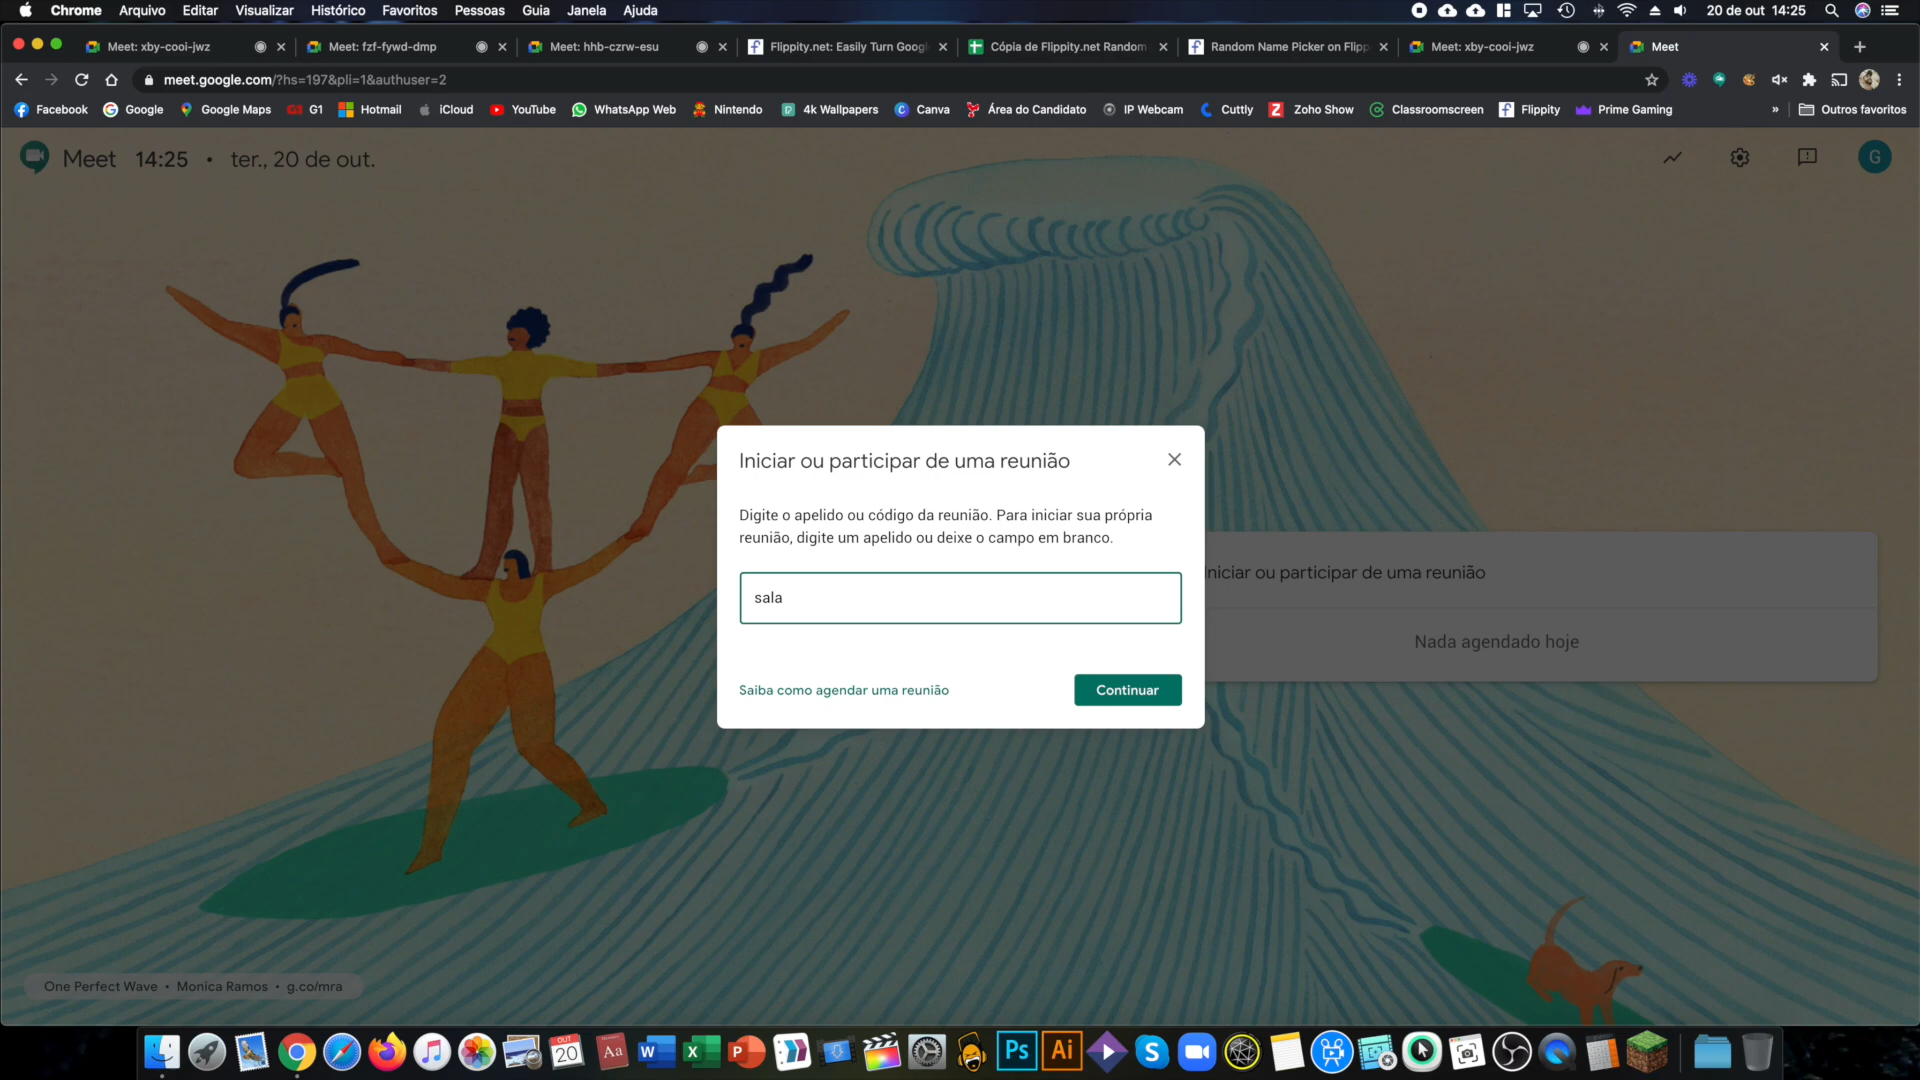 Chrome Arquivo Editar Visualizar Histórico Favoritos Pessoas Guia Janela Ajuda 20 de out 14:25
Meet: xby-cooi-jwz Meet: fzf-fywd-dmp Meet: hhb-czrw-esu Flippity.net: Easily Turn Googl Cópia de Flippity.net Random Random Name Picker on Flipp Meet: xby-cooi-jwz Meet
meet.google.com/?hs=197&pli=1&authuser=2
Facebook Google Google Maps G1 G1 Hotmail iCloud YouTube WhatsApp Web Nintendo 4k Wallpapers Canva Área do Candidato IP Webcam Cuttly Z Zoho Show Classroomscreen Flippity Prime Gaming » Outros favoritos
Meet 14:25 • ter., 20 de out. G
Iniciar ou participar de uma reunião
Digite o apelido ou código da reunião. Para iniciar sua própria
reunião, digite um apelido ou deixe o campo em branco.
sala
Saiba como agendar uma reunião Continuar
Iniciar ou participar de uma reunião
Nada agendado hoje
One Perfect Wave • Monica Ramos • g.co/mra
OUT 20 Aa W X P Ps Ai S